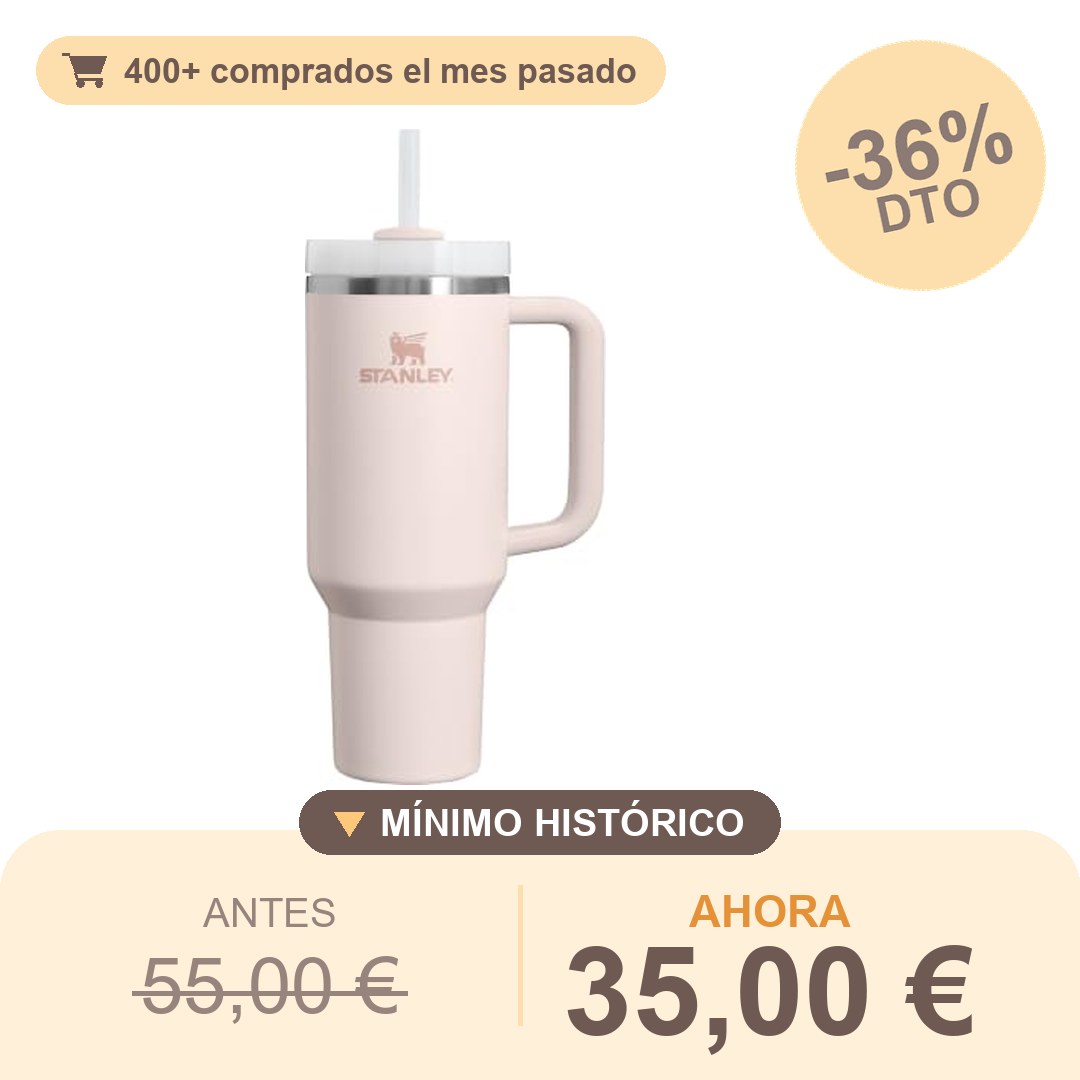 400+ comprados el mes pasado
-36%
DTO
STANLEY
MÍNIMO HISTÓRICO
ANTES
55,00 €
AHORA
35,00 €